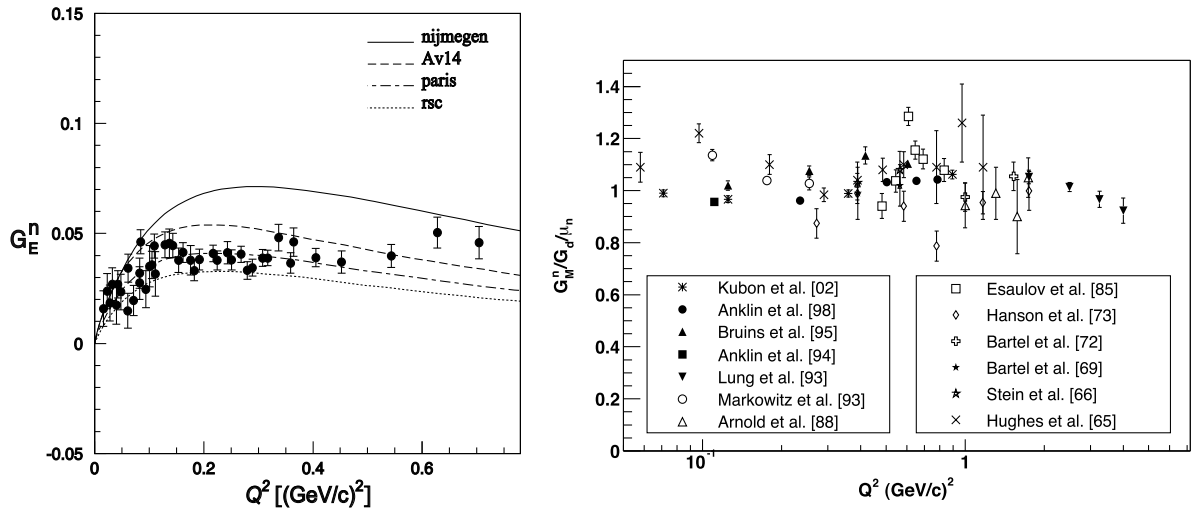 0.15
0.1
0.05
0
-0.05
G_E^n
nijmegen
Av14
paris
rsc
0 0.2 0.4 0.6
Q² [(GeV/c)²]
1.4
1.2
1
0.8
0.6
0.4
0.2
0
G_M^n/G_d/μ_n
Kubon et al. [02]
Anklin et al. [98]
Bruins et al. [95]
Anklin et al. [94]
Lung et al. [93]
Markowitz et al. [93]
Arnold et al. [88]
Esaulov et al. [85]
Hanson et al. [73]
Bartel et al. [72]
Bartel et al. [69]
Stein et al. [66]
Hughes et al. [65]
10⁻¹ 1
Q² (GeV/c)²